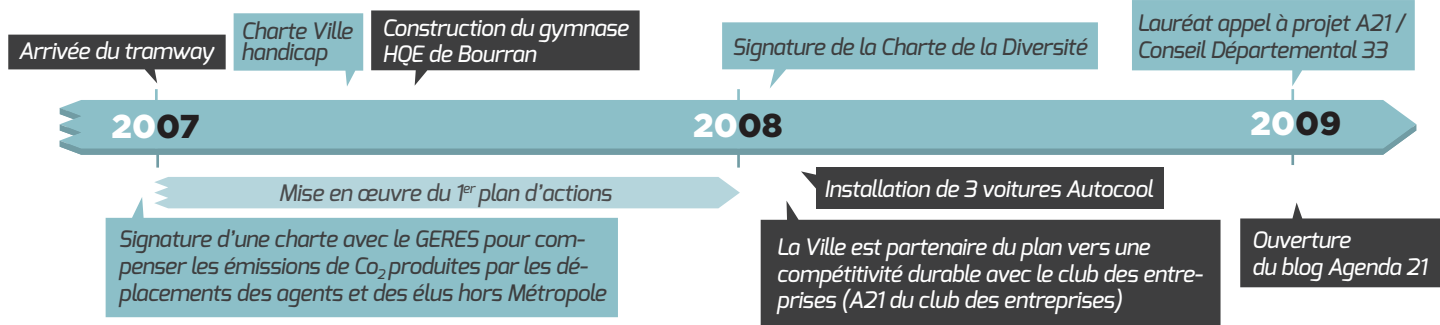 Arrivée du tramway
Charte Ville
handicap
Construction du gymnase
HQE de Bourran
Signature de la Charte de la Diversité
Lauréat appel à projet A21 /
Conseil Départemental 33
2007
2008
2009
Mise en œuvre du 1er plan d'actions
Signature d'une charte avec le GERES pour com-
penser les émissions de Co2 produites par les dé-
placements des agents et des élus hors Métropole
Installation de 3 voitures Autocool
La Ville est partenaire du plan vers une
compétitivité durable avec le club des entre-
prises (A21 du club des entreprises)
Ouverture
du blog Agenda 21